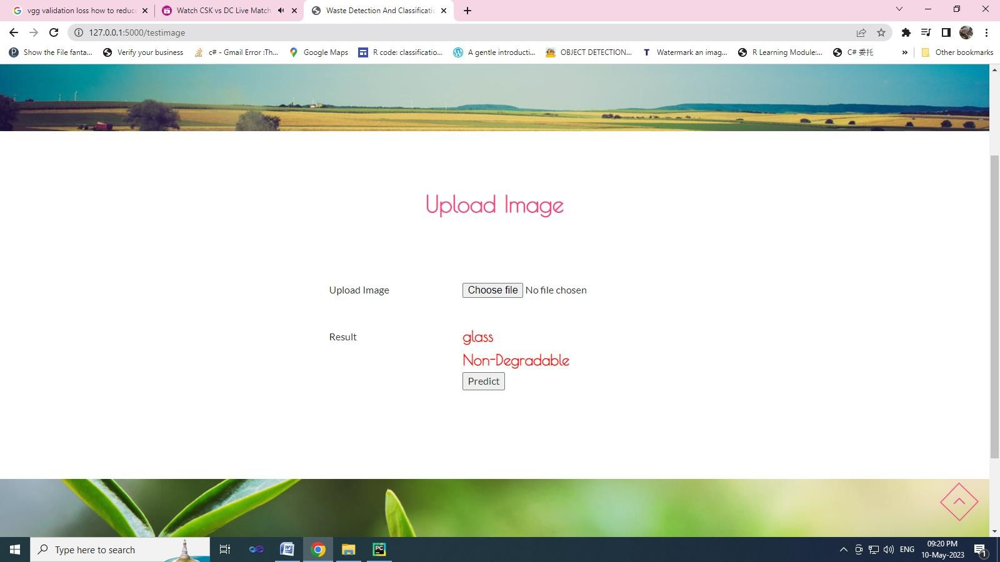 vgg validation loss how to reduce
Watch CSK vs DC Live Match
Waste Detection And Classificatic
127.0.0.1:5000/testimage
Show the File fanta...
Verify your business
c# - Gmail Error :Th...
Google Maps
R code: classificatio...
A gentle introducti...
OBJECT DETECTION...
Watermark an imag...
R Learning Module:...
C# 委托
»
Other bookmarks
Upload Image
Upload Image
Choose file No file chosen
Result
glass
Non-Degradable
Predict
Type here to search
ENG
09:20 PM
10-May-2023
1